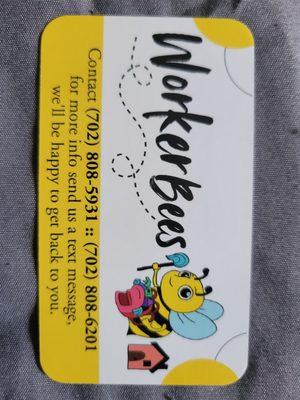 WorkerBees
Contact (702) 808-5931 :: (702) 808-6201
for more info send us a text message,
we'll be happy to get back to you.